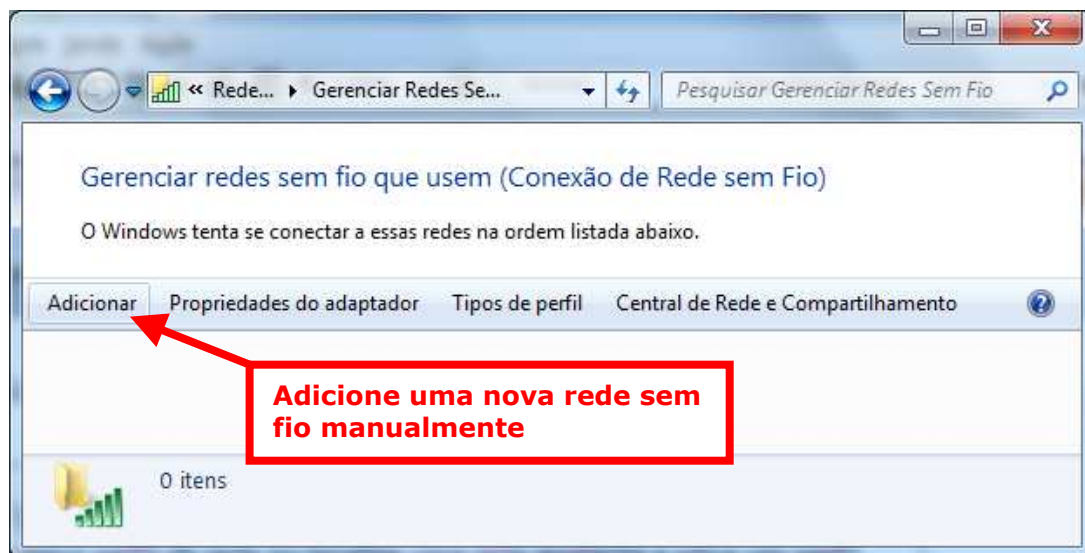 « Rede... Gerenciar Redes Se... Pesquisar Gerenciar Redes Sem Fio
Gerenciar redes sem fio que usem (Conexão de Rede sem Fio)
O Windows tenta se conectar a essas redes na ordem listada abaixo.
Adicionar Propriedades do adaptador Tipos de perfil Central de Rede e Compartilhamento
Adicione uma nova rede sem
fio manualmente
0 itens